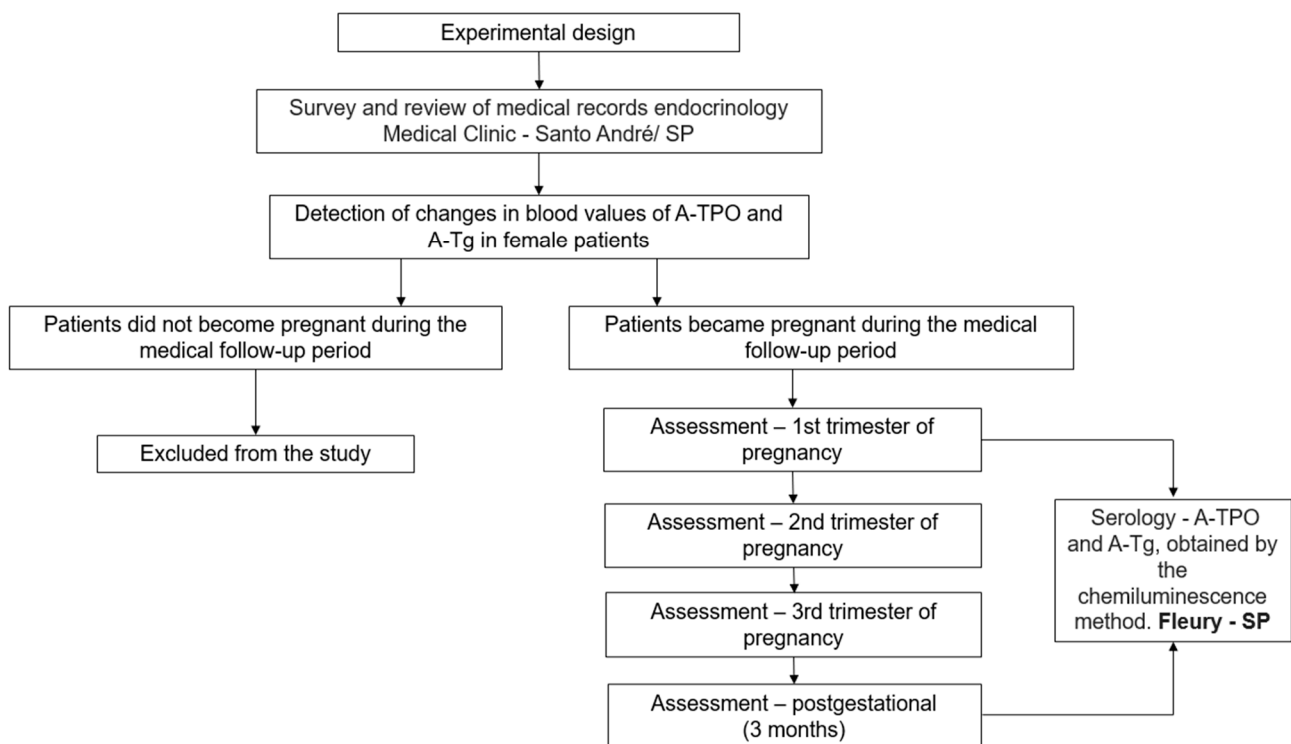 Experimental design
Survey and review of medical records endocrinology
Medical Clinic - Santo André/ SP
Detection of changes in blood values of A-TPO and
A-Tg in female patients
Patients did not become pregnant during the
medical follow-up period
Patients became pregnant during the medical
follow-up period
Excluded from the study
Assessment – 1st trimester of
pregnancy
Assessment – 2nd trimester of
pregnancy
Assessment – 3rd trimester of
pregnancy
Assessment – postgestational
(3 months)
Serology - A-TPO
and A-Tg, obtained by
the
chemiluminescence
method. Fleury - SP